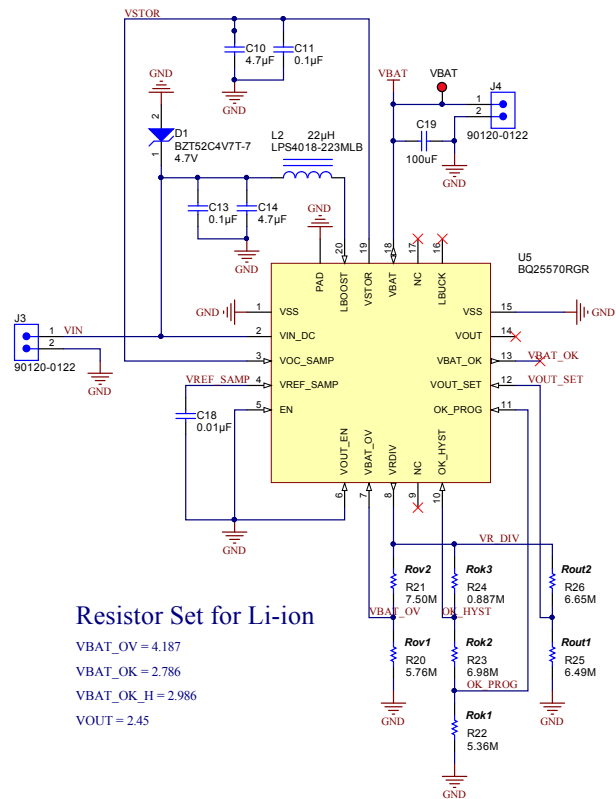 VSTOR
C10
4.7µF
C11
0.1µF
GND
GND
2
D1
BZT52C4V7T-7
4.7V
1
L2 22µH
LPS4018-223MLB
C13
0.1µF
C14
4.7µF
GND
GND
VBAT
VBAT
J4
1
2
90120-0122
C19
100uF
GND
U5
BQ25570RGR
PAD
20
LBOOST
19
VSTOR
18
VBAT
17
NC
16
LBUCK
GND
1
VSS
2
VIN_DC
3
VOC_SAMP
4
VREF_SAMP
5
EN
15
VSS
GND
14
VOUT
13
VBAT_OK
VBAT_OK
12
VOUT_SET
VOUT_SET
11
OK_PROG
J3
1
2
90120-0122
VIN
GND
VREF_SAMP
C18
0.01µF
GND
6
VOUT_EN
7
VBAT_OV
8
VRDIV
9
NC
10
OK_HYST
VR_DIV
Rov2
R21
7.50M
Rok3
R24
0.887M
Rout2
R26
6.65M
VBAT_OV
OK_HYST
Rov1
R20
5.76M
Rok2
R23
6.98M
Rout1
R25
6.49M
OK_PROG
GND
GND
Rok1
R22
5.36M
GND
Resistor Set for Li-ion
VBAT_OV = 4.187
VBAT_OK = 2.786
VBAT_OK_H = 2.986
VOUT = 2.45